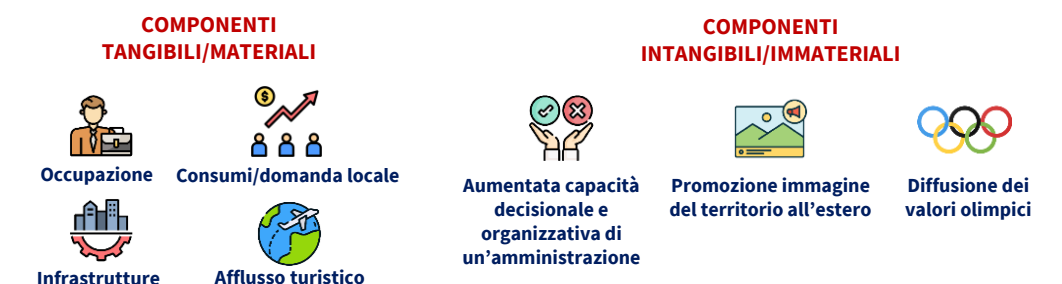 COMPONENTI
TANGIBILI/MATERIALI
Occupazione
Consumi/domanda locale
Infrastrutture
Afflusso turistico
COMPONENTI
INTANGIBILI/IMMATERIALI
Aumentata capacità
decisionale e
organizzativa di
un’amministrazione
Promozione immagine
del territorio all’estero
Diffusione dei
valori olimpici